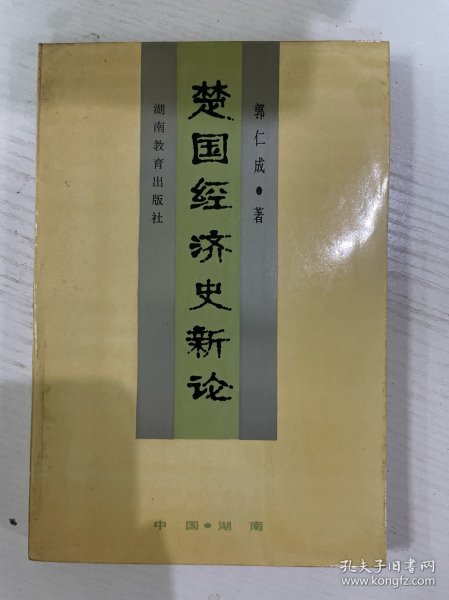 郭仁成•著
楚国经济史新论
湖南教育出版社
中国•湖南
孔夫子旧书网
www.kongfz.com